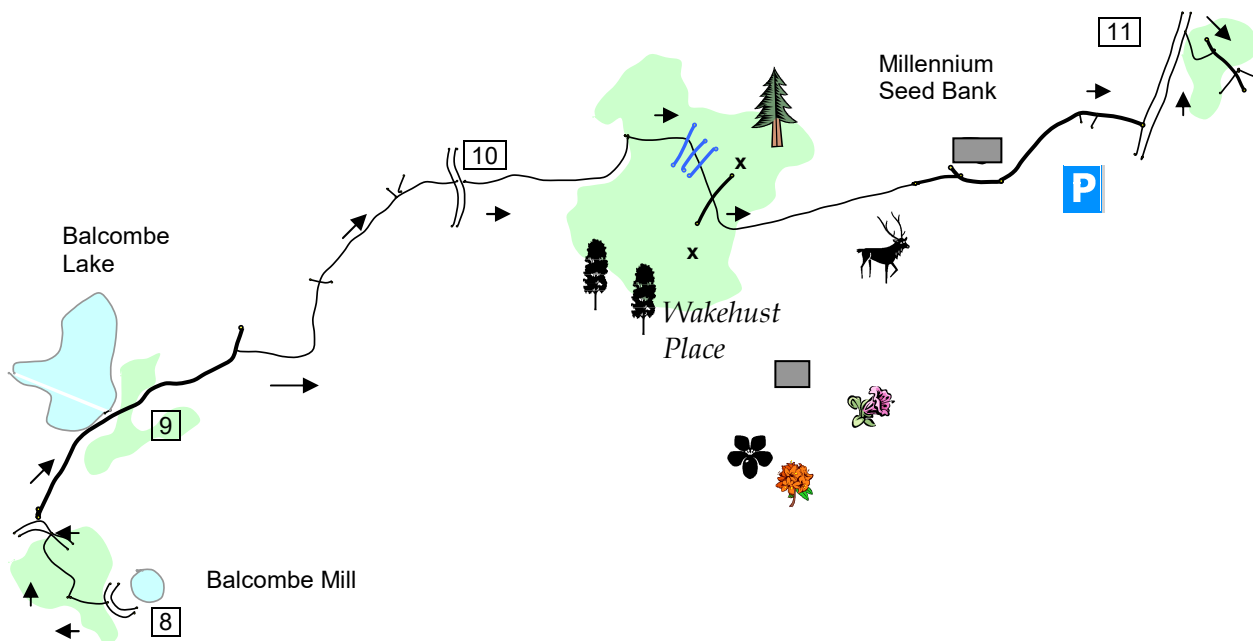 11
Millennium
Seed Bank
10
x
P
Balcombe
Lake
x
Wakehust
Place
9
Balcombe Mill
8